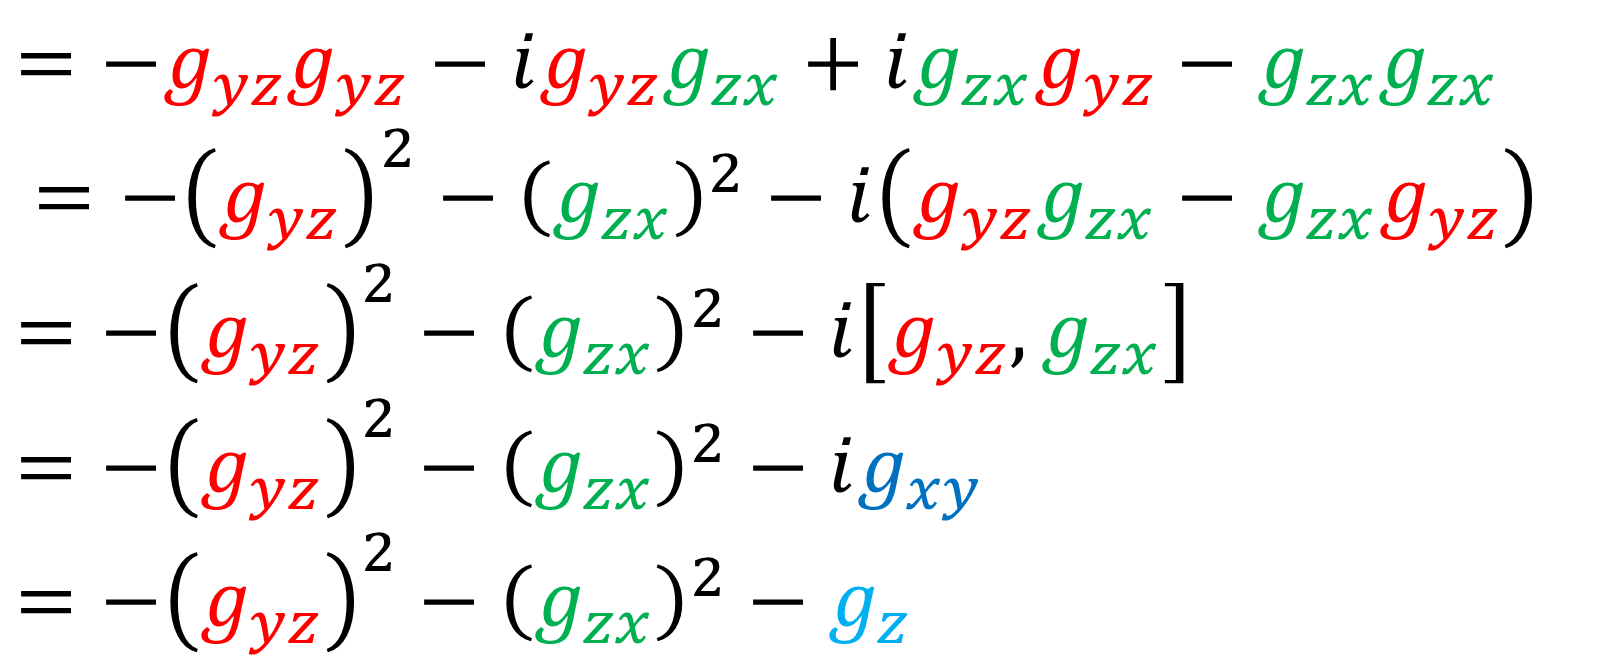 = −g_{yz}g_{yz} − ig_{yz}g_{zx} + ig_{zx}g_{yz} − g_{zx}g_{zx}
= −(g_{yz})^2 − (g_{zx})^2 − i(g_{yz}g_{zx} − g_{zx}g_{yz})
= −(g_{yz})^2 − (g_{zx})^2 − i[g_{yz}, g_{zx}]
= −(g_{yz})^2 − (g_{zx})^2 − ig_{xy}
= −(g_{yz})^2 − (g_{zx})^2 − g_z